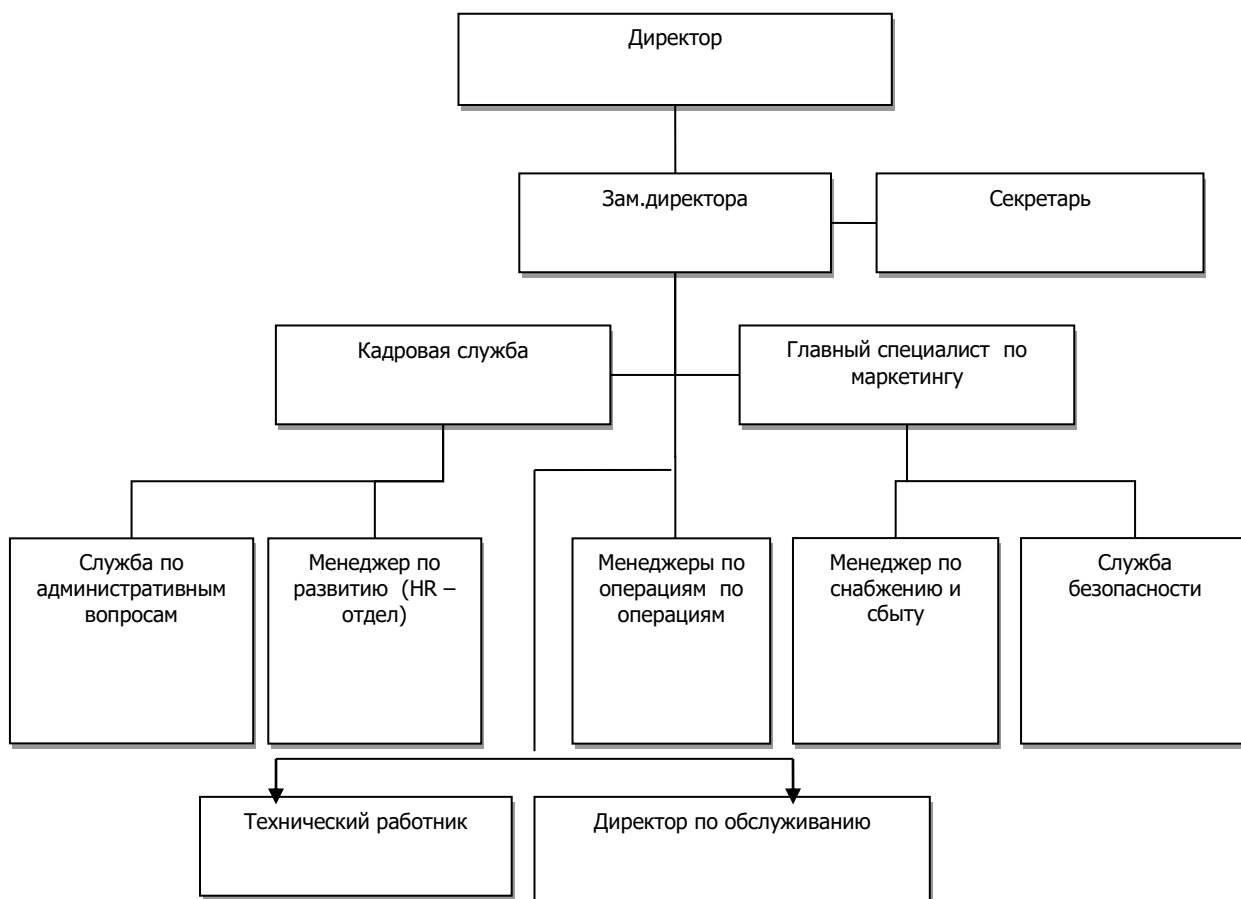 Директор
Зам.директора
Секретарь
Кадровая служба
Главный специалист по
маркетингу
Служба по
административным
вопросам
Менеджер по
развитию (HR –
отдел)
Менеджеры по
операциям по
операциям
Менеджер по
снабжению и
сбыту
Служба
безопасности
Технический работник
Директор по обслуживанию